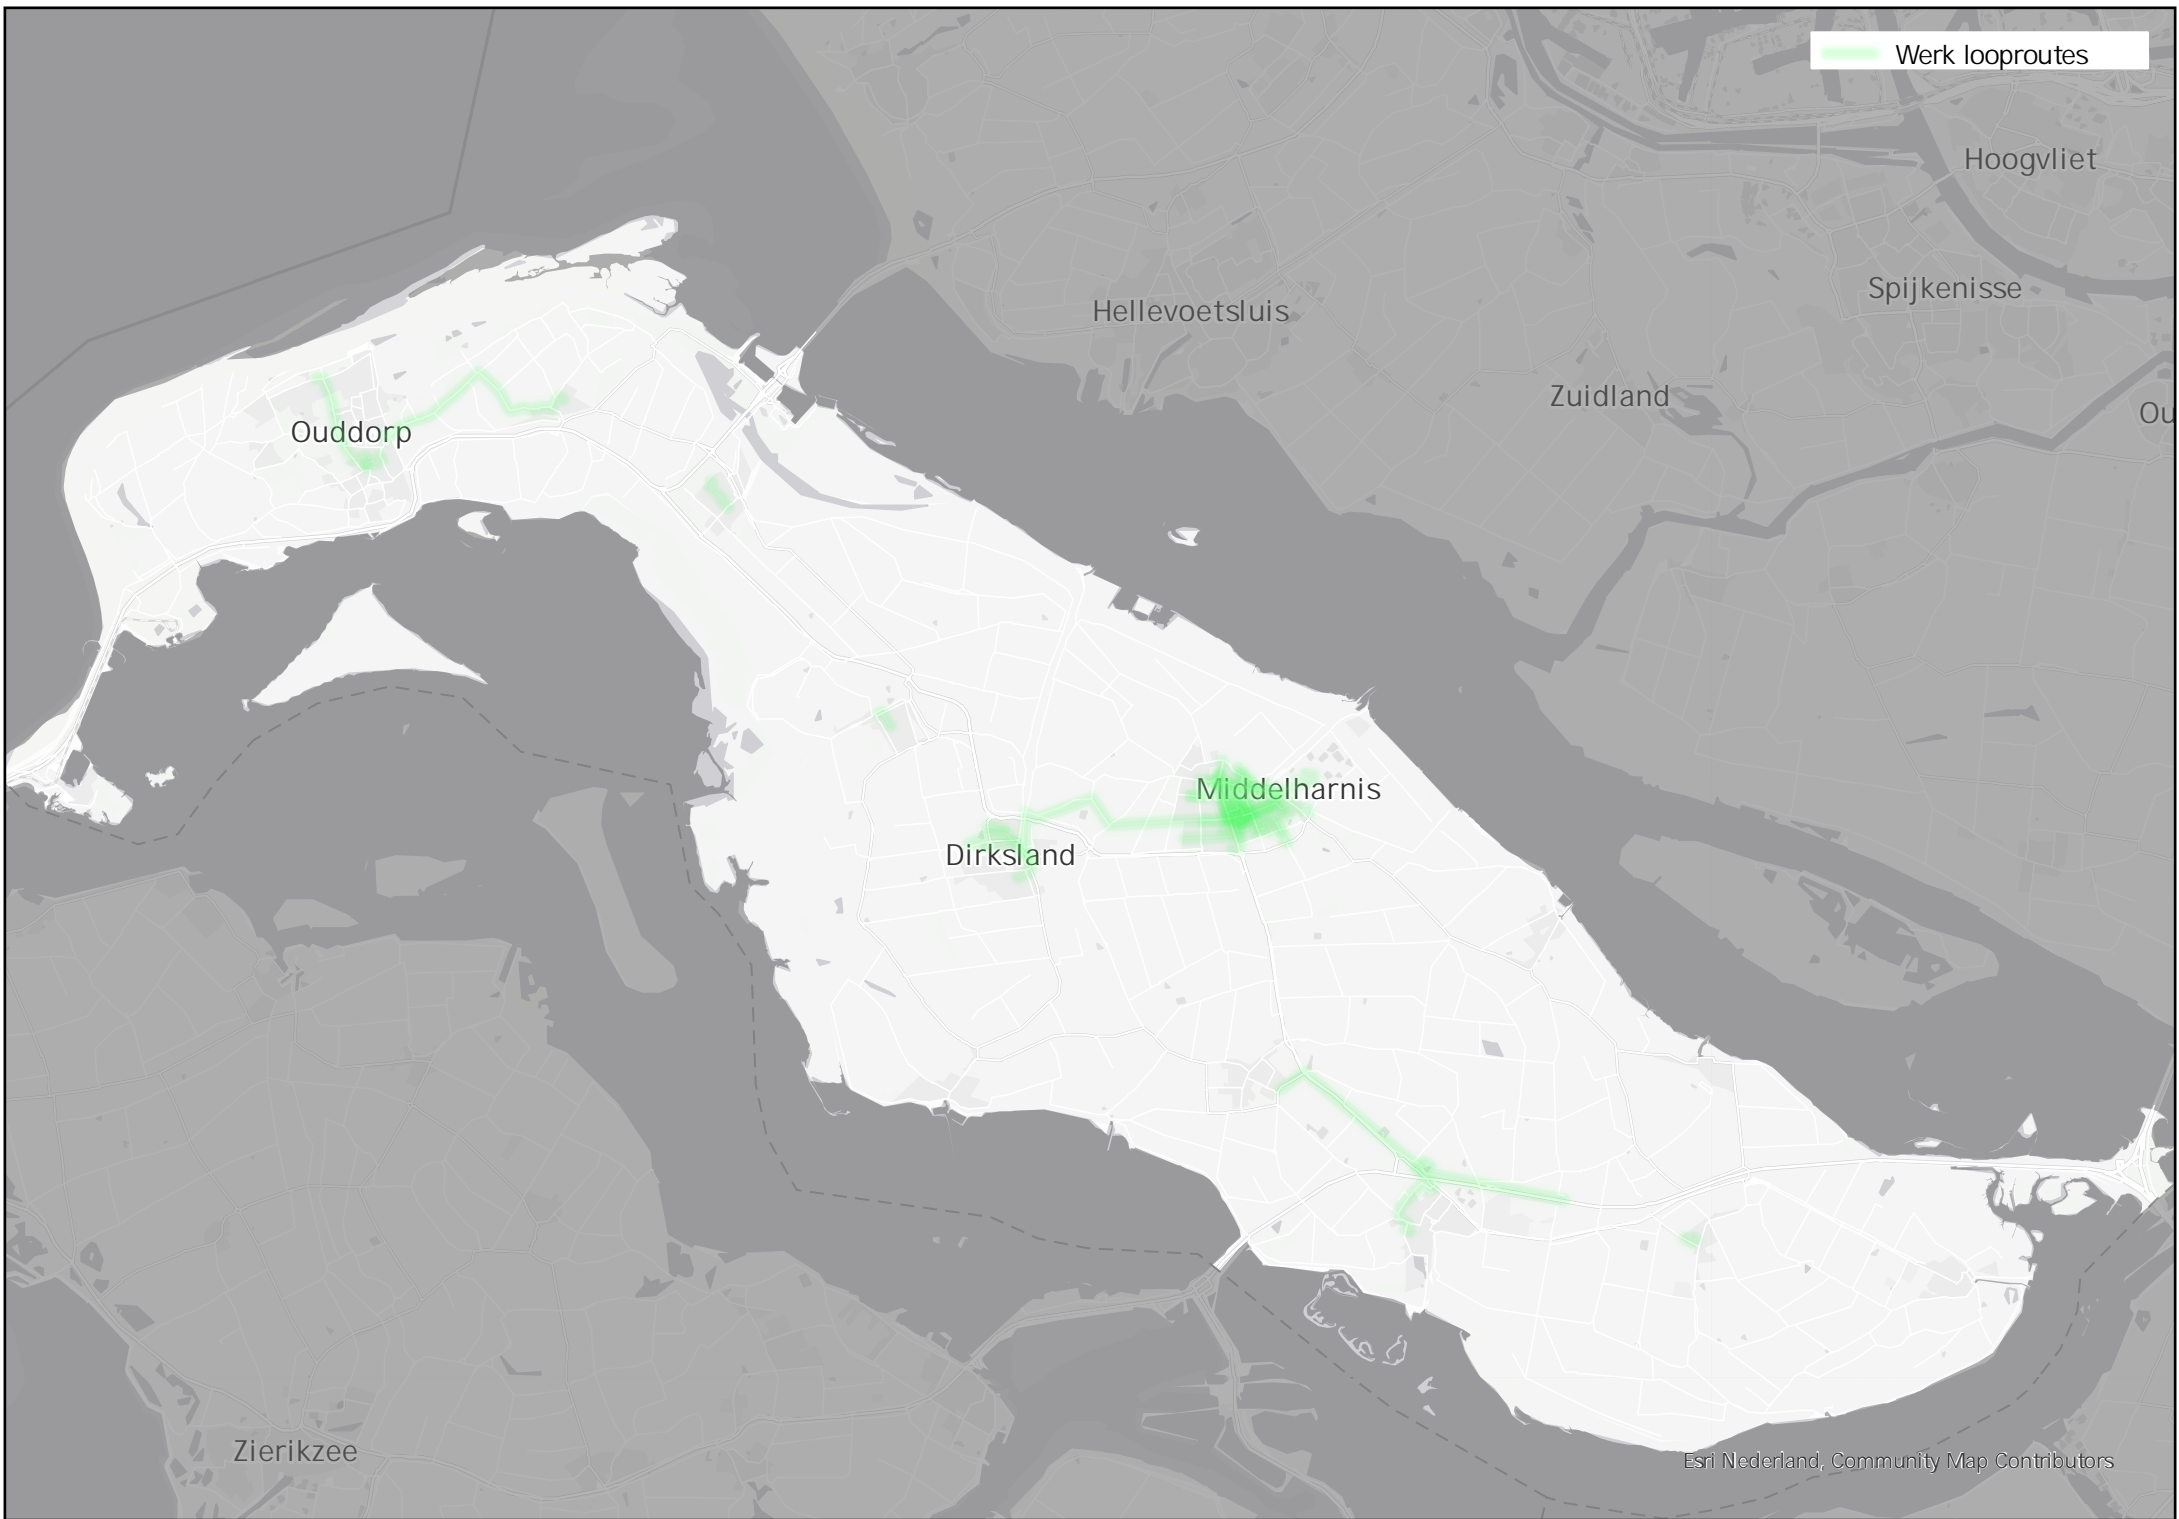 Werk looproutes
Hoogvliet
Spijkenisse
Hellevoetsluis
Zuidland
Ou
Ouddorp
Middelharnis
Dirksland
Zierikzee
Esri Nederland, Community Map Contributors